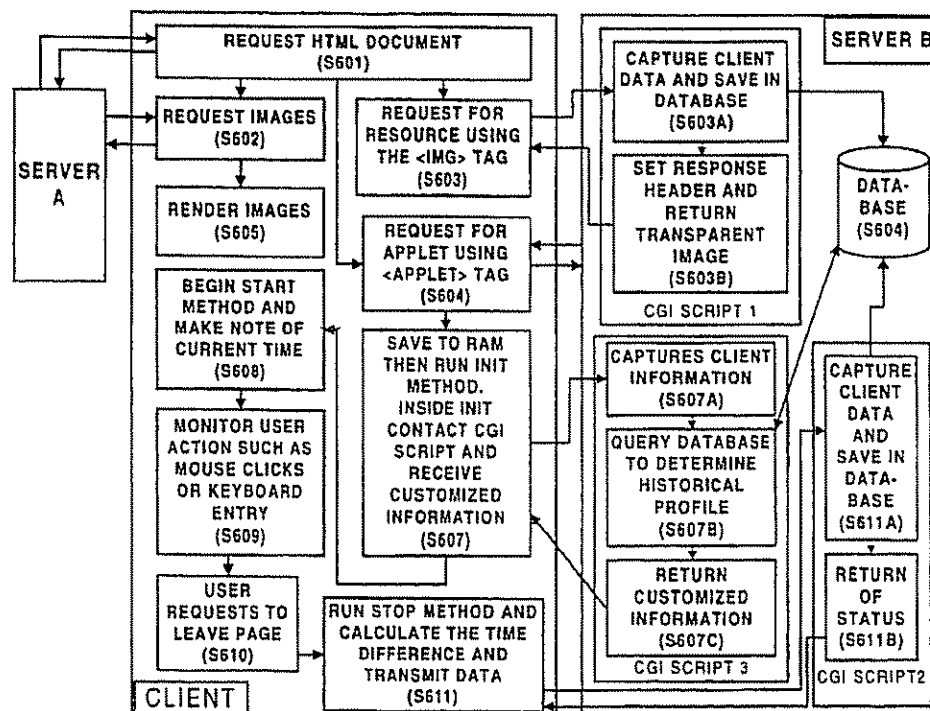 REQUEST HTML DOCUMENT
(S601)
SERVER B
SERVER
A
REQUEST IMAGES
(S602)
RENDER IMAGES
(S605)
BEGIN START
METHOD AND
MAKE NOTE OF
CURRENT TIME
(S608)
MONITOR USER
ACTION SUCH AS
MOUSE CLICKS
OR KEYBOARD
ENTRY
(S609)
USER
REQUESTS TO
LEAVE PAGE
(S610)
CLIENT
REQUEST FOR
RESOURCE USING
THE <IMG> TAG
(S603)
REQUEST FOR
APPLET USING
<APPLET> TAG
(S604)
SAVE TO RAM
THEN RUN INIT
METHOD.
INSIDE INIT
CONTACT CGI
SCRIPT AND
RECEIVE
CUSTOMIZED
INFORMATION
(S607)
RUN STOP METHOD AND
CALCULATE THE TIME
DIFFERENCE AND
TRANSMIT DATA
(S611)
CAPTURE CLIENT
DATA AND SAVE IN
DATABASE
(S603A)
SET RESPONSE
HEADER AND
RETURN
TRANSPARENT
IMAGE
(S603B)
CGI SCRIPT 1
DATA-
BASE
(S604)
CAPTURES CLIENT
INFORMATION
(S607A)
QUERY DATABASE
TO DETERMINE
HISTORICAL
PROFILE
(S607B)
RETURN
CUSTOMIZED
INFORMATION
(S607C)
CGI SCRIPT 3
CAPTURE
CLIENT
DATA
AND
SAVE IN
DATA-
BASE
(S611A)
RETURN
OF
STATUS
(S611B)
CGI SCRIPT2